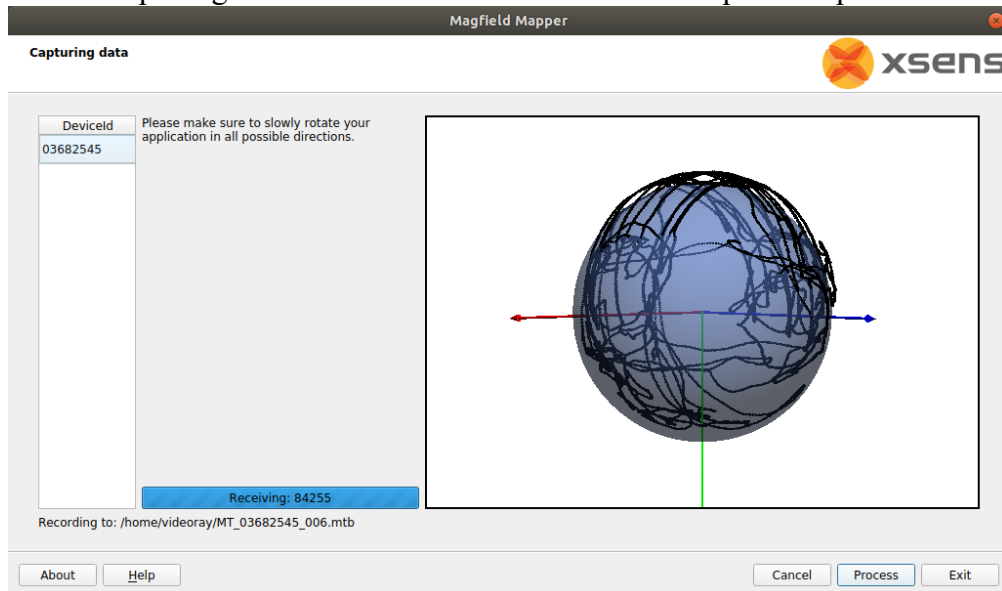 Magfield Mapper
Capturing data
xsens
DeviceId
03682545
Please make sure to slowly rotate your
application in all possible directions.
Receiving: 84255
Recording to: /home/videoray/MT_03682545_006.mtb
About
Help
Cancel
Process
Exit